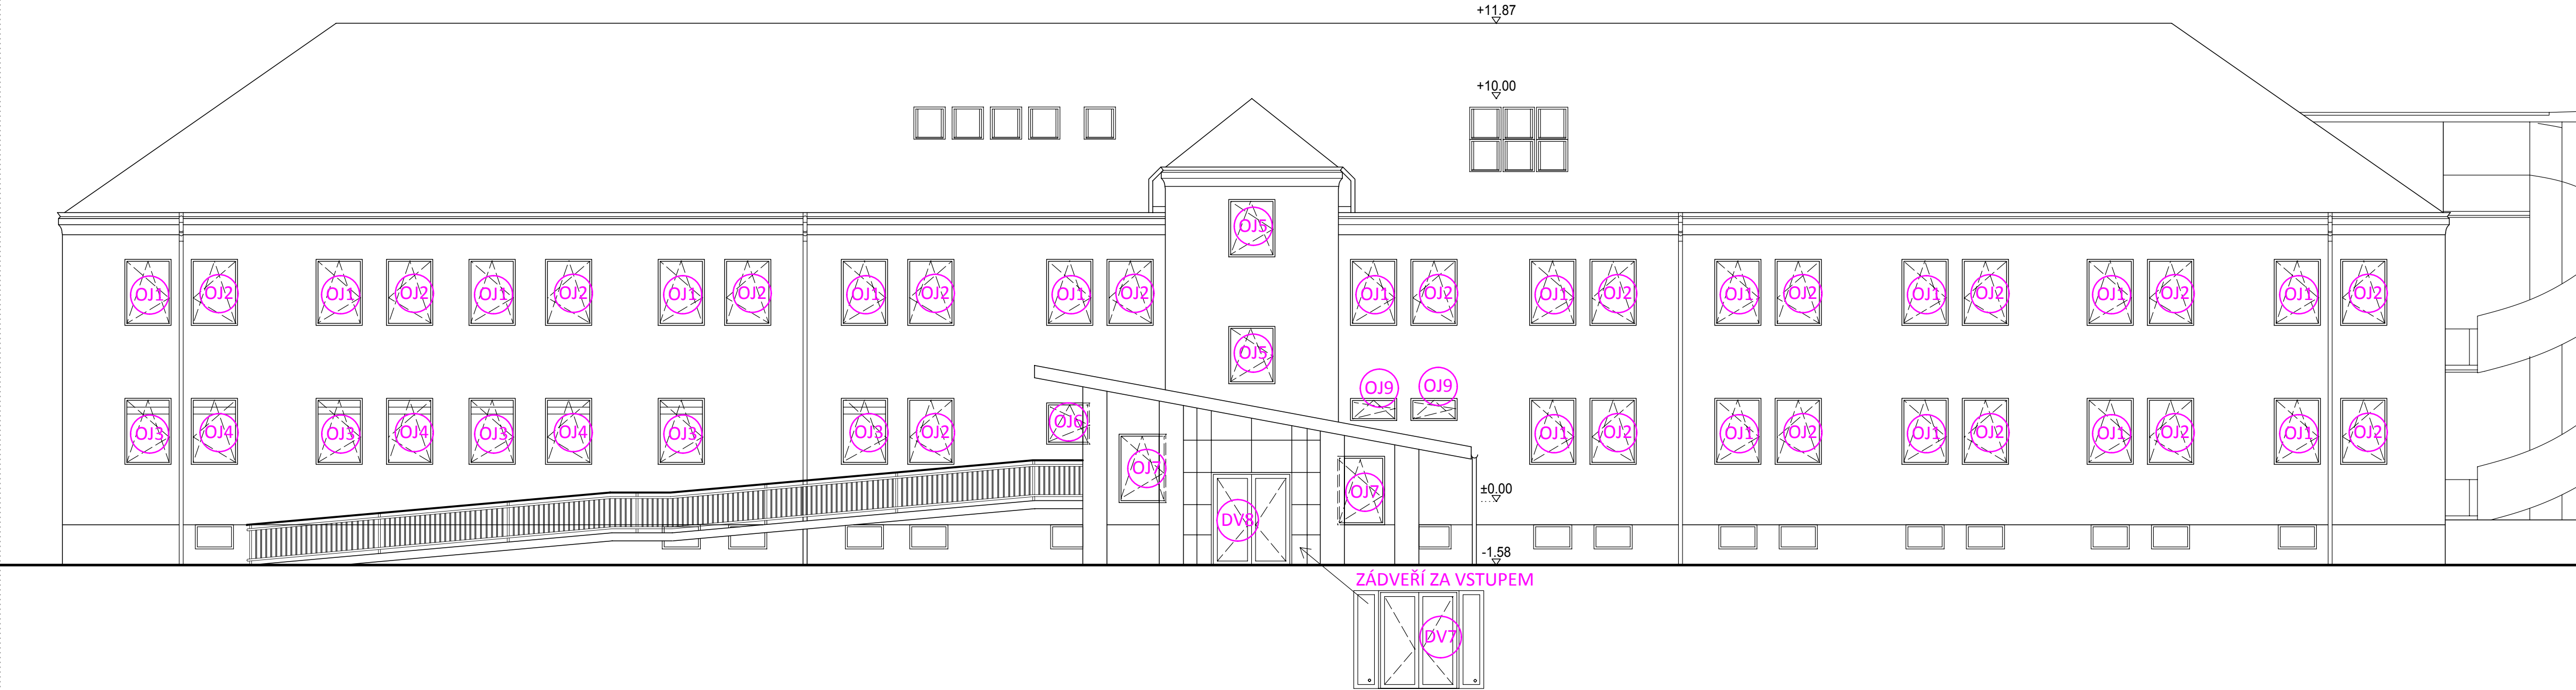 +11.87
+10.00
OJ5
OJ1 OJ2 OJ1 OJ2 OJ1 OJ2 OJ1 OJ2 OJ1 OJ2 OJ1 OJ2 OJ1 OJ2 OJ1 OJ2 OJ1 OJ2 OJ1 OJ2 OJ1 OJ2 OJ1 OJ2
OJ5
OJ9 OJ9
OJ6
OJ3 OJ4 OJ3 OJ4 OJ3 OJ4 OJ3 OJ3 OJ2 OJ1 OJ2 OJ1 OJ2 OJ1 OJ2 OJ1 OJ2 OJ1 OJ2
OJ7
OJ7
±0.00
DV8
-1.58
ZÁDVEŘÍ ZA VSTUPEM
DV7